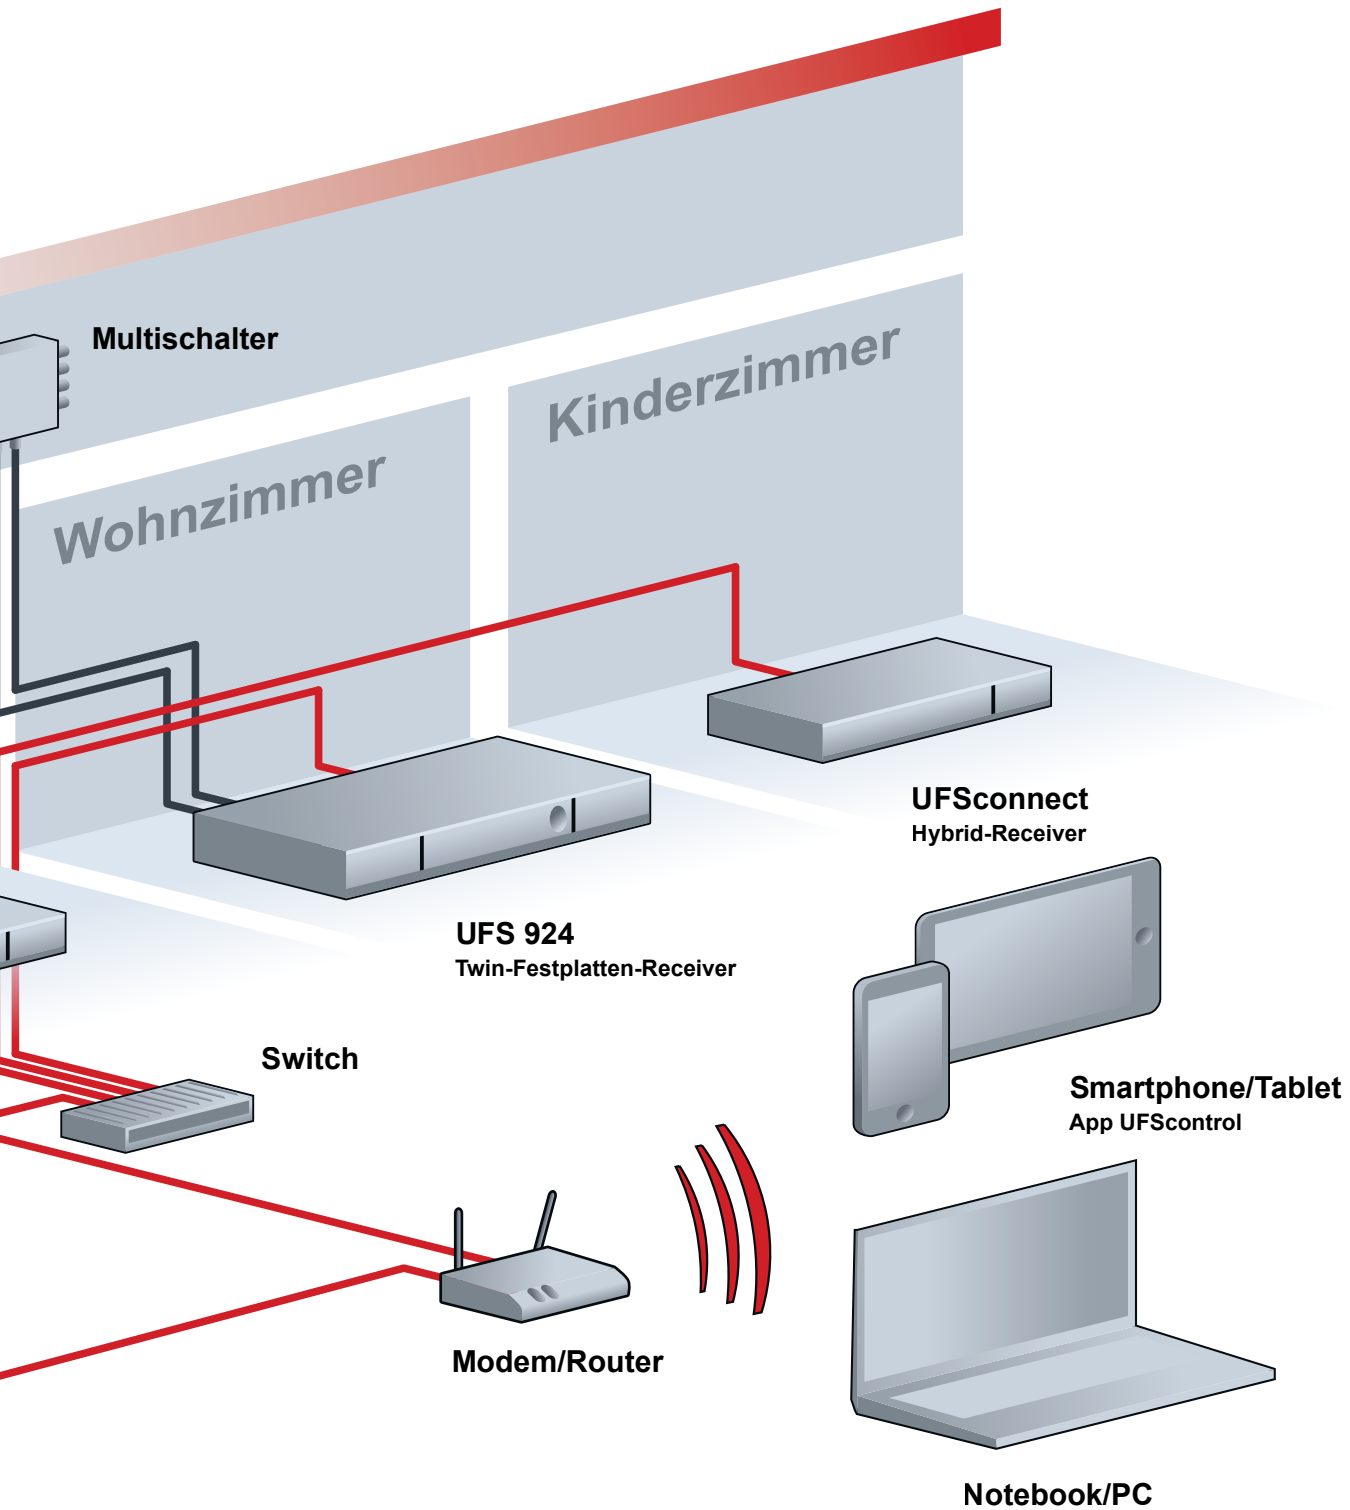 Multischalter
Kinderzimmer
Wohnzimmer
UFSconnect
Hybrid-Receiver
UFS 924
Twin-Festplatten-Receiver
Switch
Smartphone/Tablet
App UFScontrol
Modem/Router
Notebook/PC